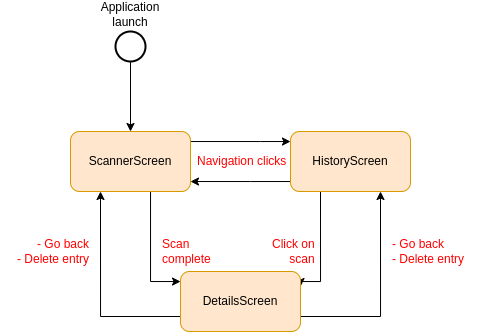 Application
launch
ScannerScreen
Navigation clicks
HistoryScreen
- Go back
- Delete entry
Scan
complete
Click on
scan
- Go back
- Delete entry
DetailsScreen